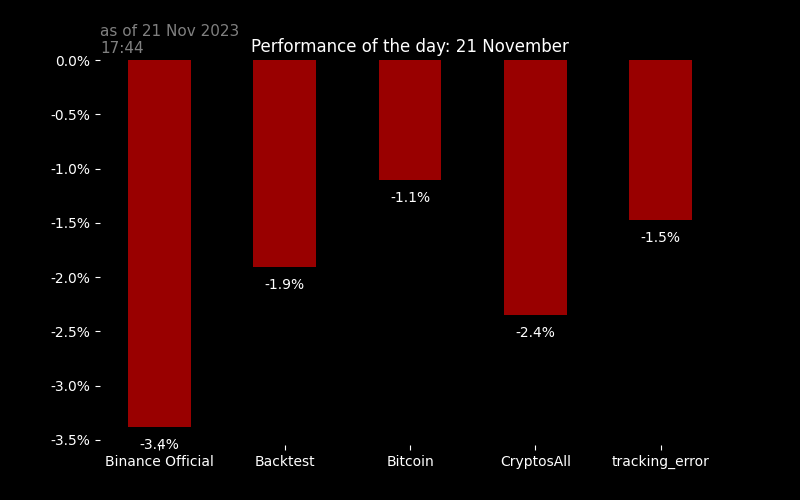 as of 21 Nov 2023
17:44
Performance of the day: 21 November
0.0%
-0.5%
-1.0%
-1.5%
-2.0%
-2.5%
-3.0%
-3.5%
-3.4%
-1.9%
-1.1%
-2.4%
-1.5%
Binance Official
Backtest
Bitcoin
CryptosAll
tracking_error